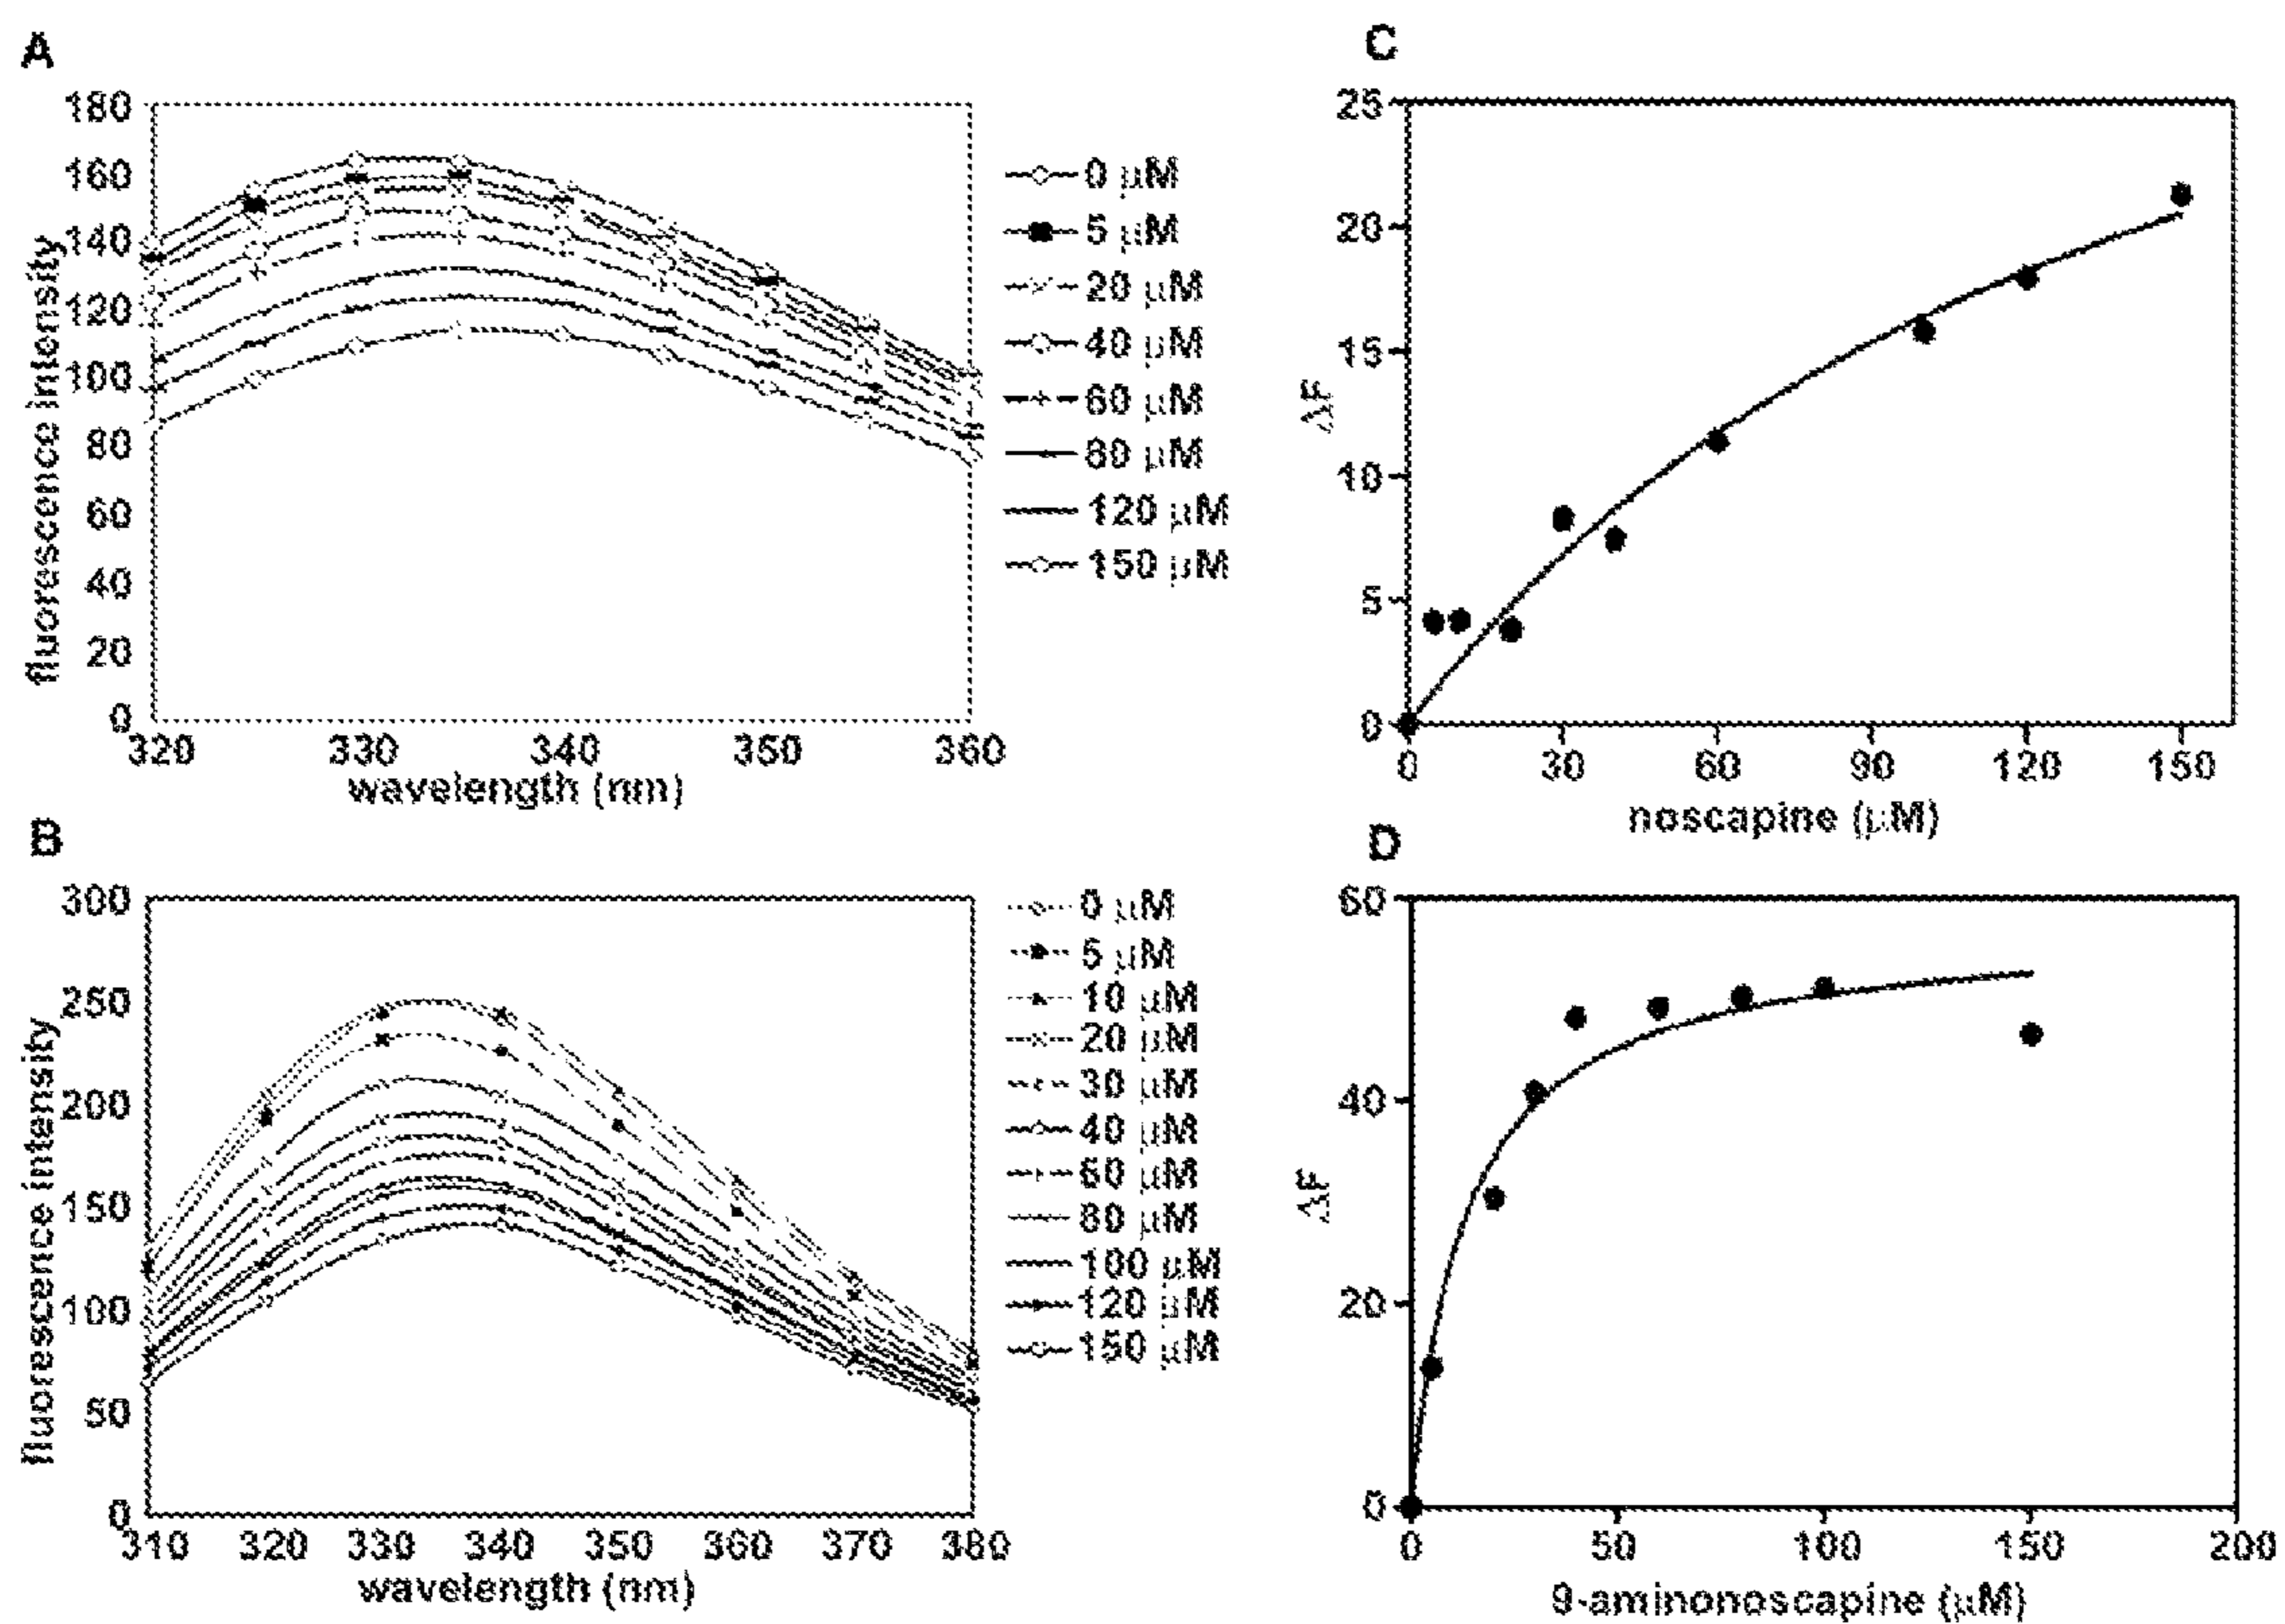 A
180
160
140
120
100
80
60
40
20
0
fluorescence intensity
320 330 340 350 360
wavelength (nm)
0 µM
5 µM
20 µM
40 µM
60 µM
80 µM
120 µM
150 µM
B
300
250
200
150
100
50
0
fluorescence intensity
310 320 330 340 350 360 370 380
wavelength (nm)
0 µM
5 µM
10 µM
20 µM
30 µM
40 µM
60 µM
80 µM
100 µM
120 µM
150 µM
C
25
20
15
10
5
0
ΔF
0 30 60 90 120 150
noscapine (µM)
D
60
40
20
0
ΔF
0 50 100 150 200
9-aminonoscapine (µM)